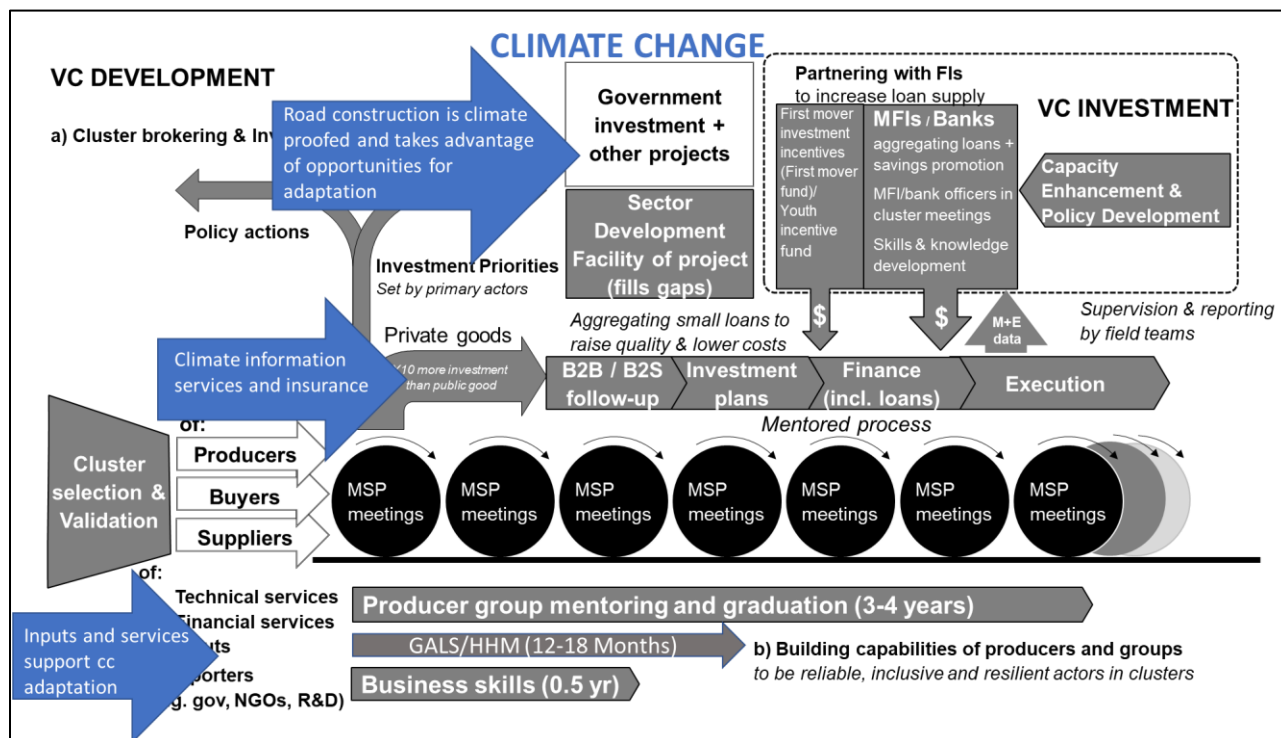 CLIMATE CHANGE
VC DEVELOPMENT
a) Cluster brokering &
Road construction is climate
proofed and takes advantage
of opportunities for
adaptation
Policy actions
Investment Priorities
Set by primary actors
Government
investment +
other projects
Sector
Development
Facility of project
(fills gaps)
Partnering with FIs
to increase loan supply
First mover
investment
incentives
(First mover
fund)/
Youth
incentive
fund
MFIs / Banks
aggregating loans +
savings promotion
MFI/bank officers in
cluster meetings
Skills & knowledge
development
VC INVESTMENT
Capacity
Enhancement &
Policy Development
$
$
M+E
data
Supervision & reporting
by field teams
Aggregating small loans to
raise quality & lower costs
Climate information
services and insurance
Private goods
10 more investment
than public good
B2B / B2S
follow-up
Investment
plans
Finance
(incl. loans)
Execution
Mentored process
Cluster
selection &
Validation
of:
Producers
Buyers
Suppliers
MSP
meetings
MSP
meetings
MSP
meetings
MSP
meetings
MSP
meetings
MSP
meetings
MSP
meetings
of:
Technical services
Financial services
gov, NGOs, R&D)
Inputs and services
support cc
adaptation
Producer group mentoring and graduation (3-4 years)
GALS/HHM (12-18 Months)
Business skills (0.5 yr)
b) Building capabilities of producers and groups
to be reliable, inclusive and resilient actors in clusters